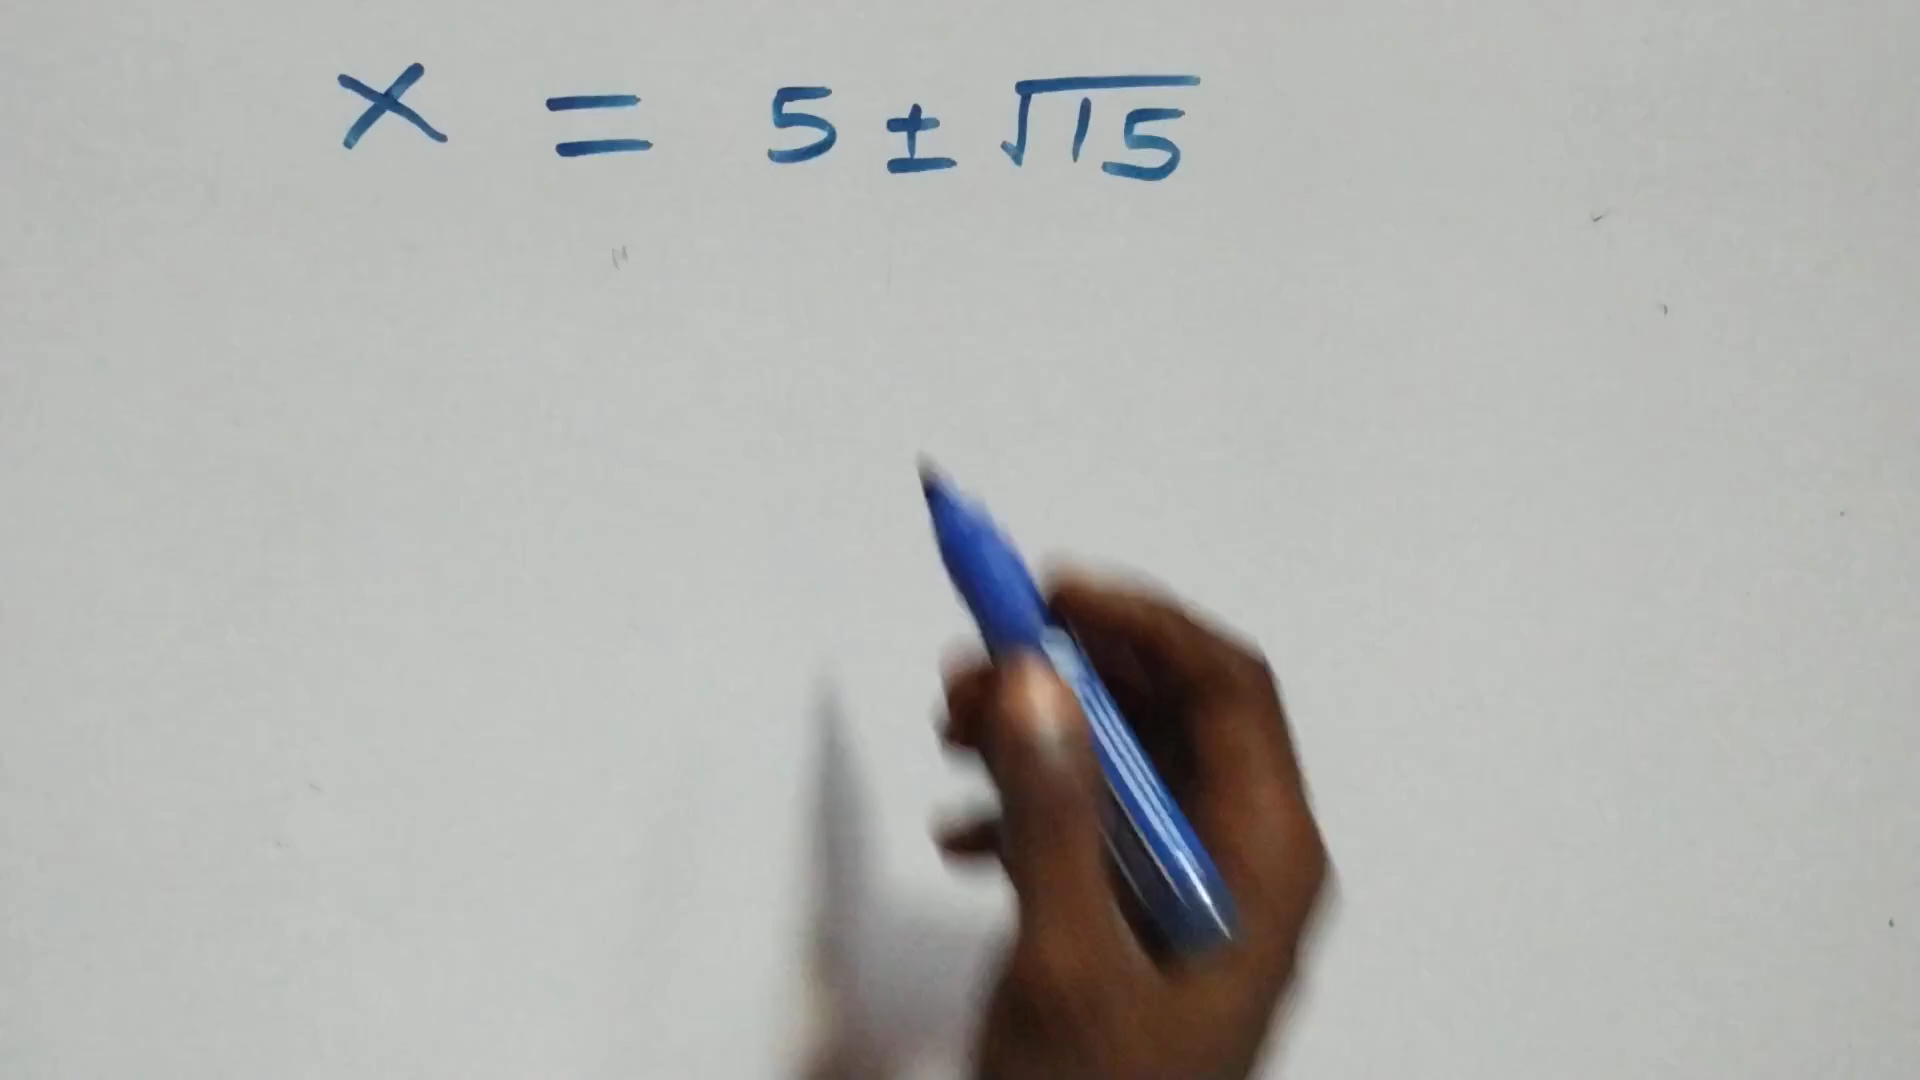 x = 5 ± √15